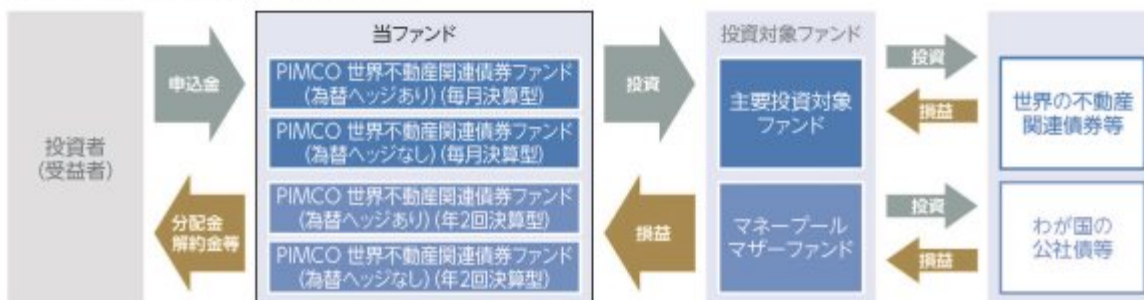 投資者
(受益者)
申込金
分配金
解約金等
当ファンド
PIMCO 世界不動産関連債券ファンド
(為替ヘッジあり) (毎月決算型)
PIMCO 世界不動産関連債券ファンド
(為替ヘッジなし) (毎月決算型)
PIMCO 世界不動産関連債券ファンド
(為替ヘッジあり) (年2回決算型)
PIMCO 世界不動産関連債券ファンド
(為替ヘッジなし) (年2回決算型)
投資
損益
投資対象ファンド
主要投資対象
ファンド
マネープール
マザーファンド
投資
損益
投資
損益
世界の不動産
関連債券等
わが国の
公社債等